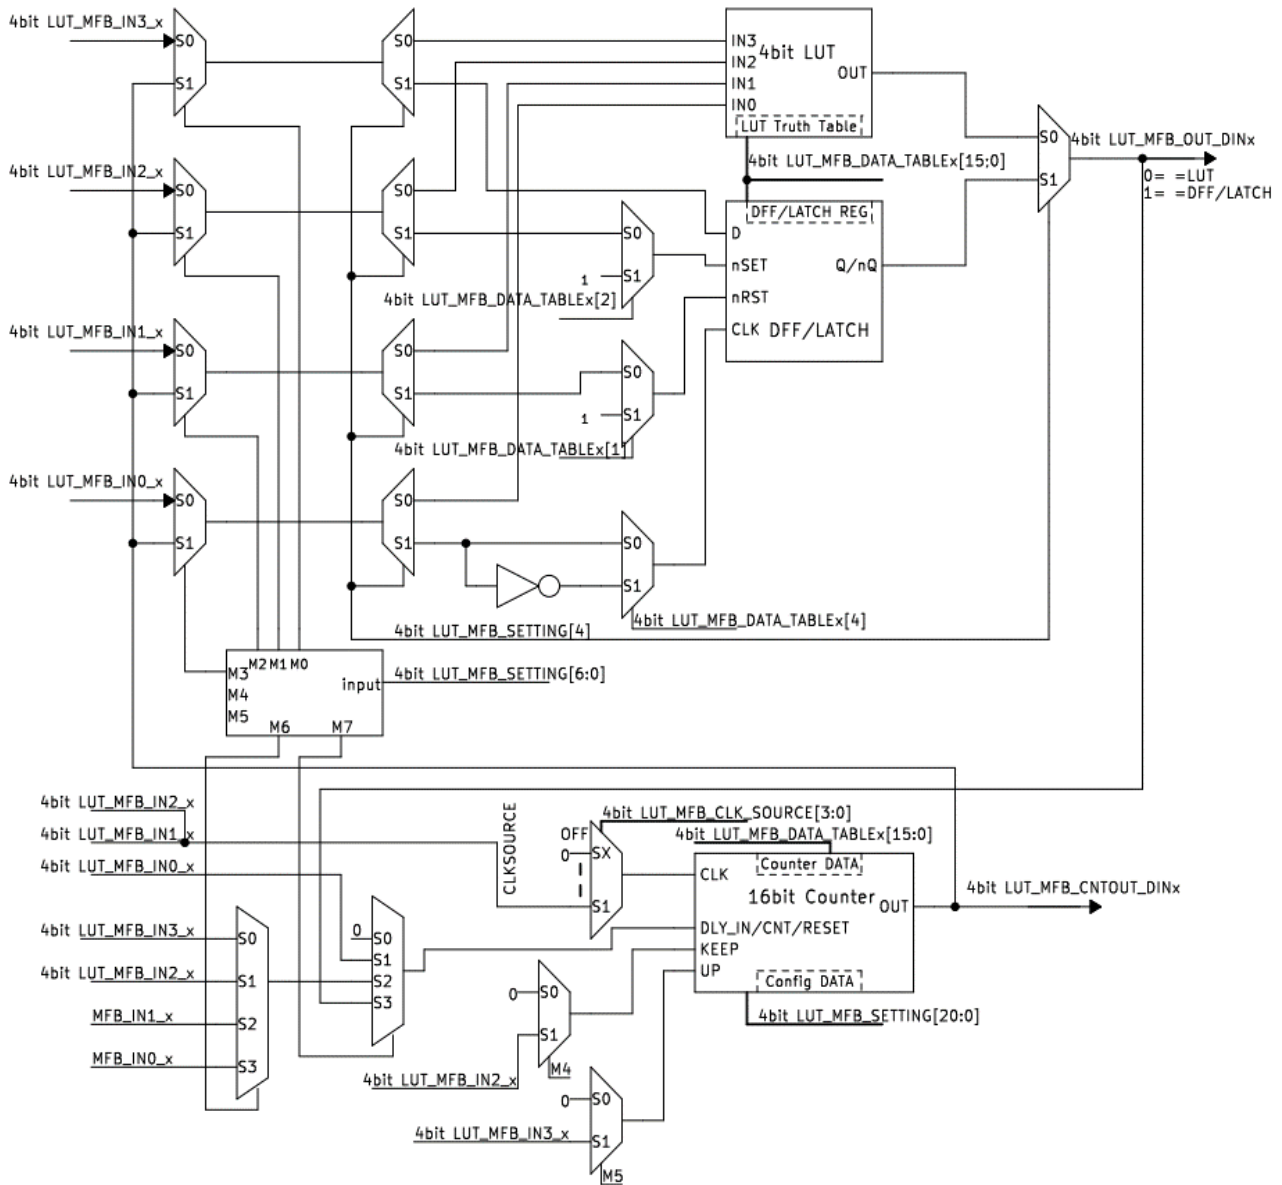 4bit LUT_MFB_IN3_x
S0
S1
S0
S1
IN3
IN2
IN1
IN0
4bit LUT
OUT
LUT Truth Table
4bit LUT_MFB_DATA_TABLEx[15:0]
S0
S1
4bit LUT_MFB_OUT_DINx
0= =LUT
1= =DFF/LATCH
4bit LUT_MFB_IN2_x
S0
S1
S0
S1
S0
1
S1
4bit LUT_MFB_DATA_TABLEx[2]
DFF/LATCH REG
D
nSET
nRST
CLK
Q/nQ
DFF/LATCH
4bit LUT_MFB_IN1_x
S0
S1
S0
S1
S0
1
S1
4bit LUT_MFB_DATA_TABLEx[1]
4bit LUT_MFB_IN0_x
S0
S1
S0
S1
S0
S1
4bit LUT_MFB_DATA_TABLEx[4]
4bit LUT_MFB_SETTING[4]
M2
M1
M0
M3
M4
M5
input
M6
M7
4bit LUT_MFB_SETTING[6:0]
4bit LUT_MFB_IN2_x
4bit LUT_MFB_IN1_x
4bit LUT_MFB_IN0_x
CLKSOURCE
4bit LUT_MFB_CLK_SOURCE[3:0]
OFF
0
SX
S1
4bit LUT_MFB_DATA_TABLEx[15:0]
Counter DATA
CLK
16bit Counter
OUT
DLY_IN/CNT/RESET
KEEP
UP
Config DATA
4bit LUT_MFB_SETTING[20:0]
4bit LUT_MFB_CNTOUT_DINx
4bit LUT_MFB_IN3_x
4bit LUT_MFB_IN2_x
MFB_IN1_x
MFB_IN0_x
S0
S1
S2
S3
0
S0
S1
S2
S3
0
S0
S1
4bit LUT_MFB_IN2_x
M4
0
S0
4bit LUT_MFB_IN3_x
S1
M5